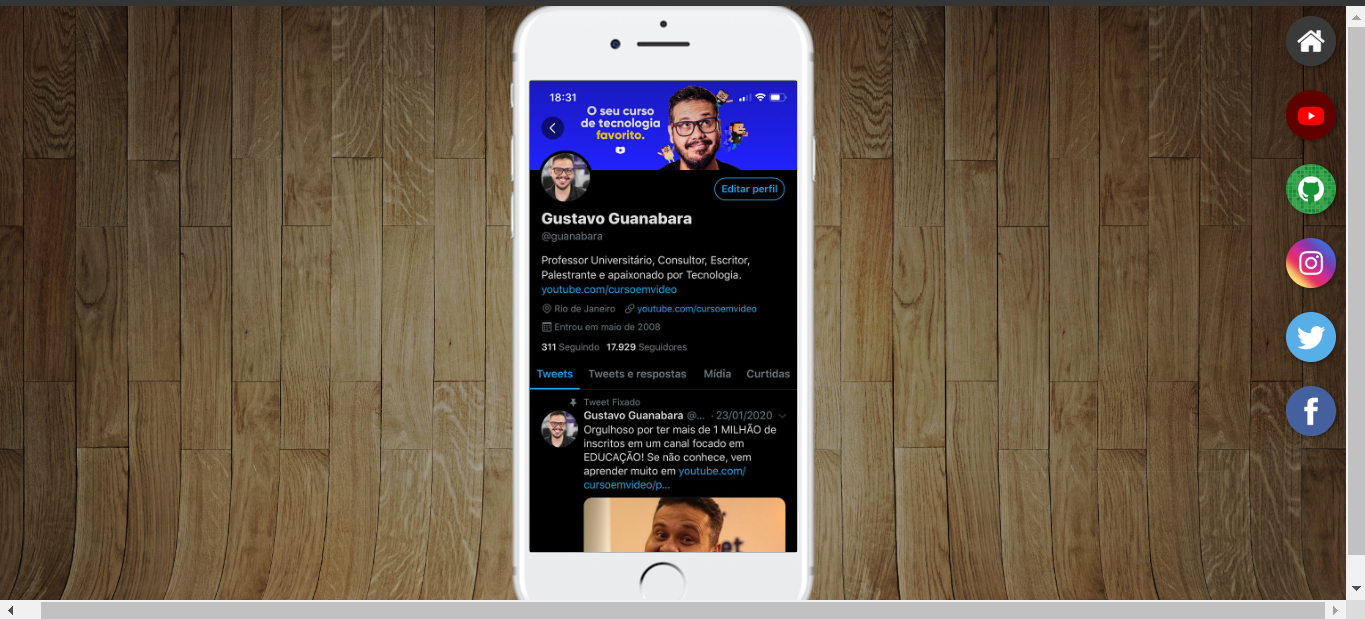 18:31
O seu curso
de tecnologia
favorito.
Editar perfil
Gustavo Guanabara
@guanabara
Professor Universitário, Consultor, Escritor,
Palestrante e apaixonado por Tecnologia.
youtube.com/cursoemvideo
Rio de Janeiro youtube.com/cursoemvideo
Entrou em maio de 2008
311 Seguindo 17.929 Seguidores
Tweets Tweets e respostas Mídia Curtidas
Tweet Fixado
Gustavo Guanabara @... · 23/01/2020
Orgulhoso por ter mais de 1 MILHÃO de
inscritos em um canal focado em
EDUCAÇÃO! Se não conhece, vem
aprender muito em youtube.com/
cursoemvideo/p...